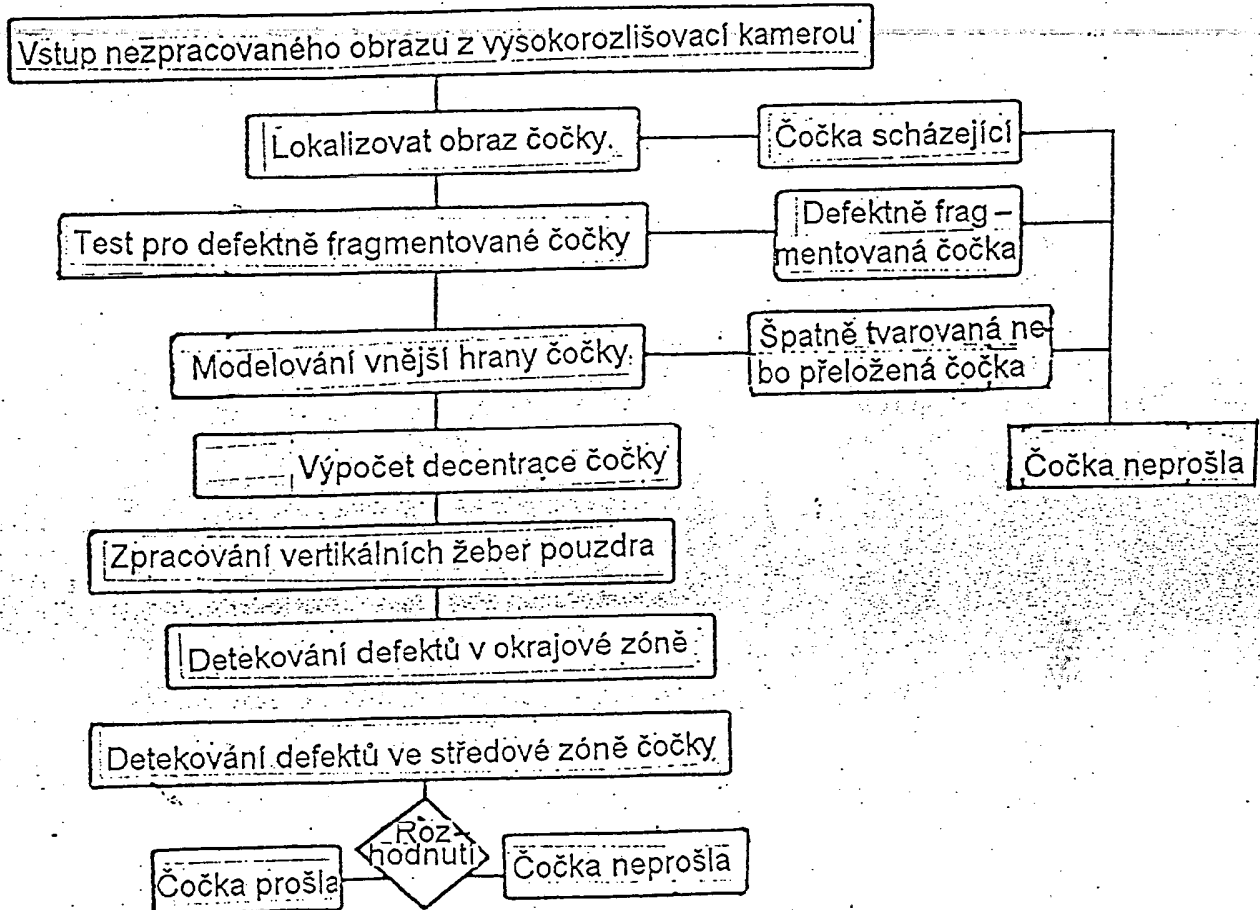 Vstup nezpracovaného obrazu z vysokorozlišovací kamerou
Lokalizovat obraz čočky.
Čočka scházející
Test pro defektně fragmentované čočky
Defektně frag–
mentovaná čočka
Modelování vnější hrany čočky
Špatně tvarovaná ne-
bo přeložená čočka
Výpočet decentrace čočky
Čočka neprošla
Zpracování vertikálních žeber pouzdra
Detekování defektů v okrajové zóně
Detekování defektů ve středové zóně čočky
Roz-
hodnutí
Čočka prošla
Čočka neprošla